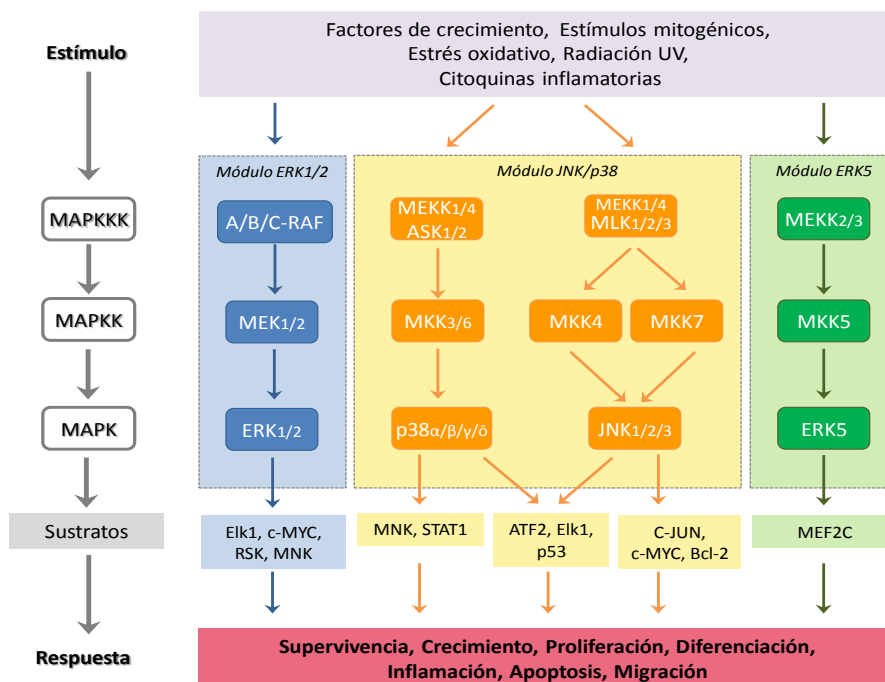 Estímulo
Factores de crecimiento, Estímulos mitogénicos,
Estrés oxidativo, Radiación UV,
Citoquinas inflamatorias
Módulo ERK1/2
Módulo JNK/p38
Módulo ERK5
MAPKKK
A/B/C-RAF
MEKK1/4
ASK1/2
MEKK1/4
MLK1/2/3
MEKK2/3
MAPKK
MEK1/2
MKK3/6
MKK4
MKK7
MKK5
MAPK
ERK1/2
p38α/β/γ/δ
JNK1/2/3
ERK5
Sustratos
Elk1, c-MYC,
RSK, MNK
MNK, STAT1
ATF2, Elk1,
p53
C-JUN,
c-MYC, Bcl-2
MEF2C
Respuesta
Supervivencia, Crecimiento, Proliferación, Diferenciación,
Inflamación, Apoptosis, Migración